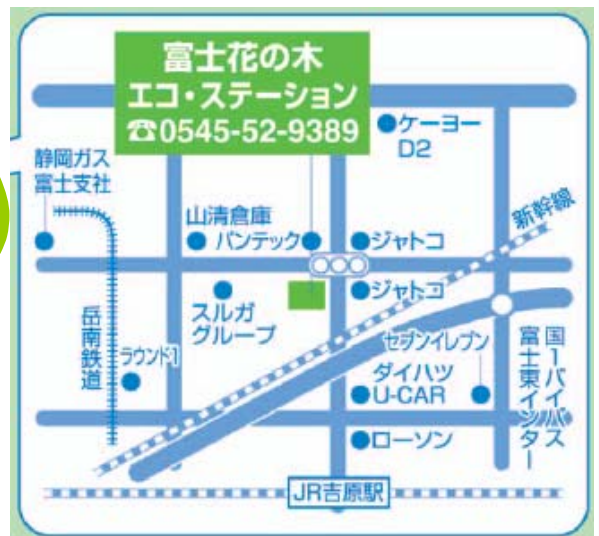 富士花の木
エコ・ステーション
☎0545-52-9389
ケーヨー
D2
静岡ガス
富士支社
新幹線
山清倉庫
バンテック
ジャトコ
ジャトコ
スルガ
グループ
岳南鉄道
ラウンド1
セブンイレブン
ダイハツ
U-CAR
国1バイパス
富士東インター
ローソン
JR吉原駅